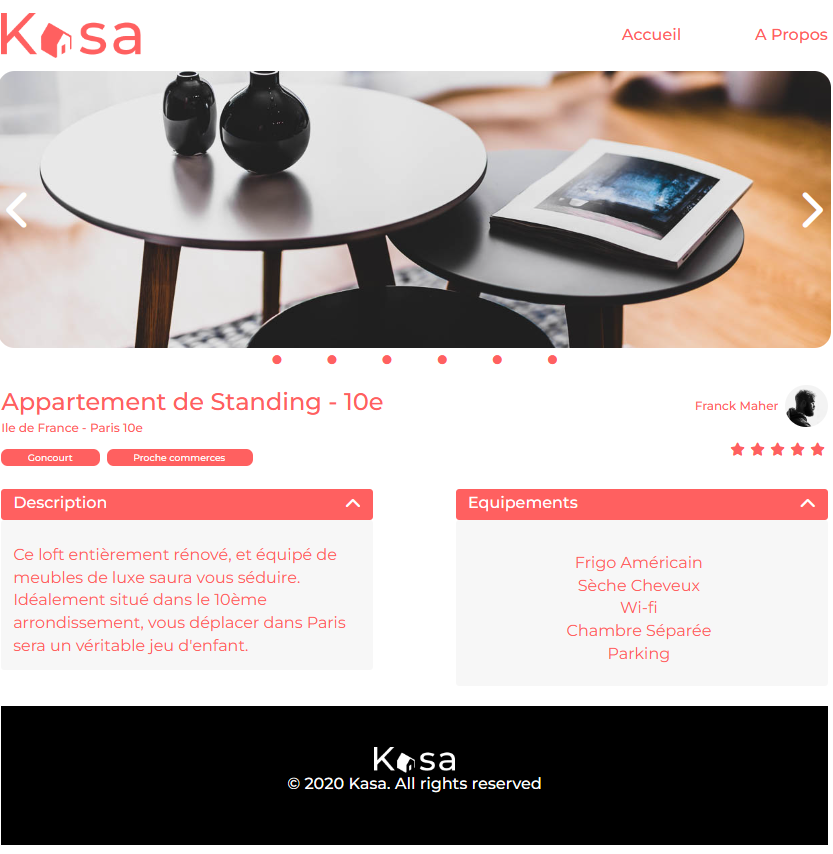 Kasa
Accueil
A Propos
Appartement de Standing - 10e
Franck Maher
Ile de France - Paris 10e
Goncourt
Proche commerces
Description
Ce loft entièrement rénové, et équipé de
meubles de luxe saura vous séduire.
Idéalement situé dans le 10ème
arrondissement, vous déplacer dans Paris
sera un véritable jeu d'enfant.
Equipements
Frigo Américain
Sèche Cheveux
Wi-fi
Chambre Séparée
Parking
Kasa
© 2020 Kasa. All rights reserved